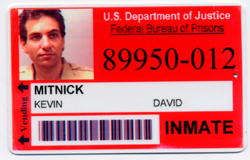 U.S. Department of Justice
Federal Bureau of Prisons
89950-012
Vending
MITNICK
KEVIN DAVID
INMATE